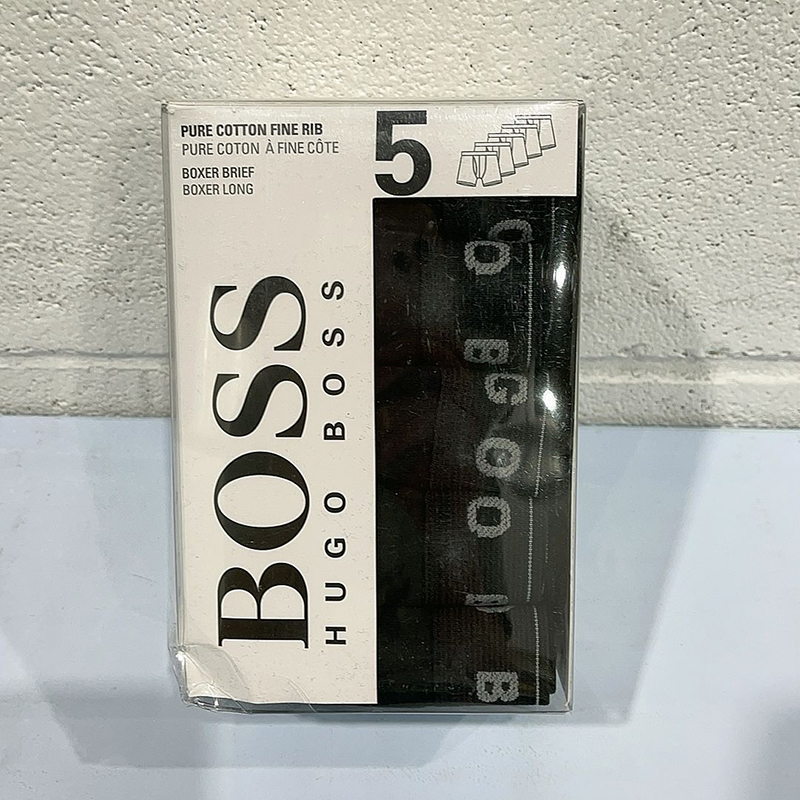 PURE COTTON FINE RIB
PURE COTON À FINE CÔTE
BOXER BRIEF
BOXER LONG
5
BOSS
HUGO BOSS